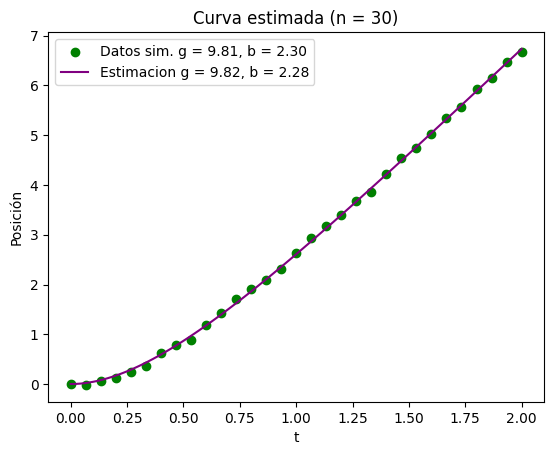 Curva estimada (n = 30)
Datos sim. g = 9.81, b = 2.30
Estimacion g = 9.82, b = 2.28
Posición
7
6
5
4
3
2
1
0
0.00 0.25 0.50 0.75 1.00 1.25 1.50 1.75 2.00
t